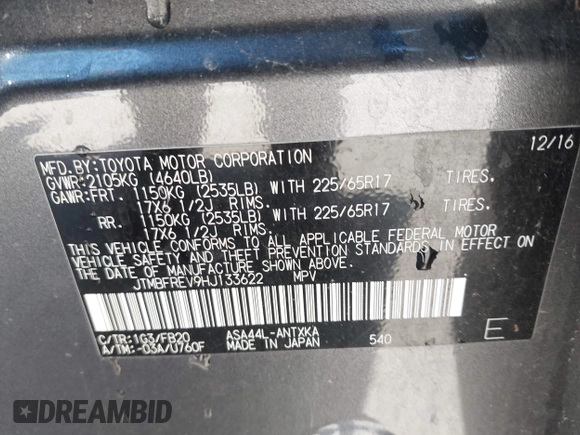 12/16
MFD.BY:TOYOTA MOTOR CORPORATION
GVWR:2105KG (4640LB)
GAWR:FRT. 1150KG (2535LB) WITH 225/65R17 TIRES.
17X6 1/2J RIMS.
RR. 1150KG (2535LB) WITH 225/65R17 TIRES.
17X6 1/2J RIMS.
THIS VEHICLE CONFORMS TO ALL APPLICABLE FEDERAL MOTOR
VEHICLE SAFETY AND THEFT PREVENTION STANDARDS IN EFFECT ON
THE DATE OF MANUFACTURE SHOWN ABOVE.
JTMBFREV9HJ133622 MPV
C/TR:1G3/FB20 ASA44L-ANTXKA
A/TM:-03A/U760F MADE IN JAPAN 540 E
DREAMBID